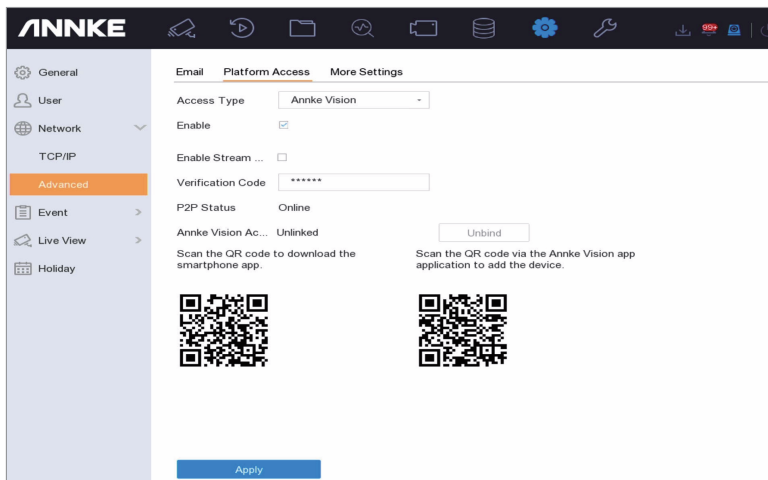 ANNKE
99+
General
User
Network
TCP/IP
Advanced
Event
Live View
Holiday
Email Platform Access More Settings
Access Type Annke Vision
Enable
Enable Stream ...
Verification Code ******
P2P Status Online
Annke Vision Ac... Unlinked Unbind
Scan the QR code to download the
smartphone app.
Scan the QR code via the Annke Vision app
application to add the device.
Apply